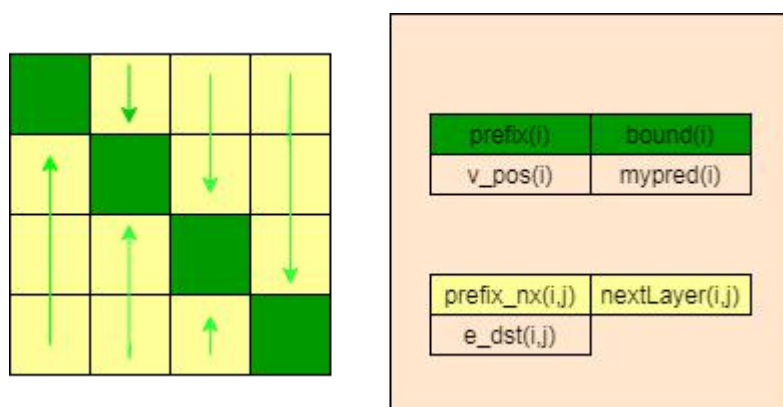 prefix(i) bound(i)
v_pos(i) mypred(i)
prefix_nx(i,j) nextLayer(i,j)
e_dst(i,j)